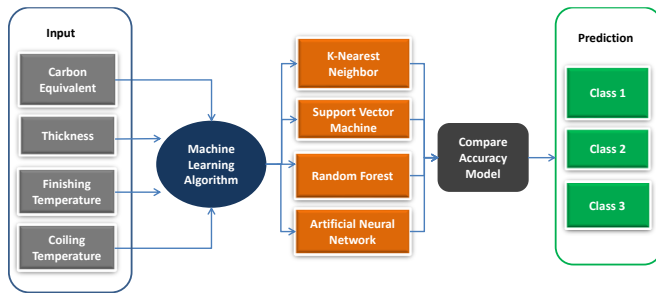 Input
Carbon
Equivalent
Thickness
Finishing
Temperature
Coiling
Temperature
Machine
Learning
Algorithm
K-Nearest
Neighbor
Support Vector
Machine
Random Forest
Artificial Neural
Network
Compare
Accuracy
Model
Prediction
Class 1
Class 2
Class 3